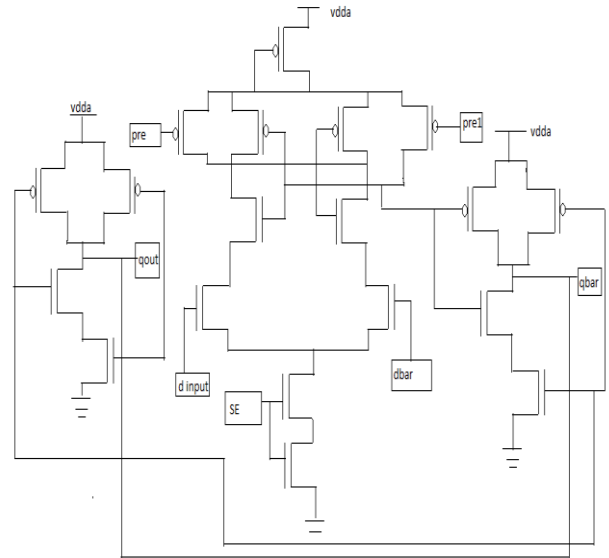 vdda
vdda
pre
pre1
vdda
qout
qbar
d input
dbar
SE